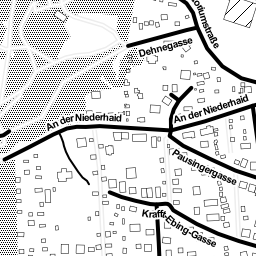 Dehnegasse
An der Niederhaid
An der Niederhaid
Pausingergasse
Krafft-
Ebing-Gasse